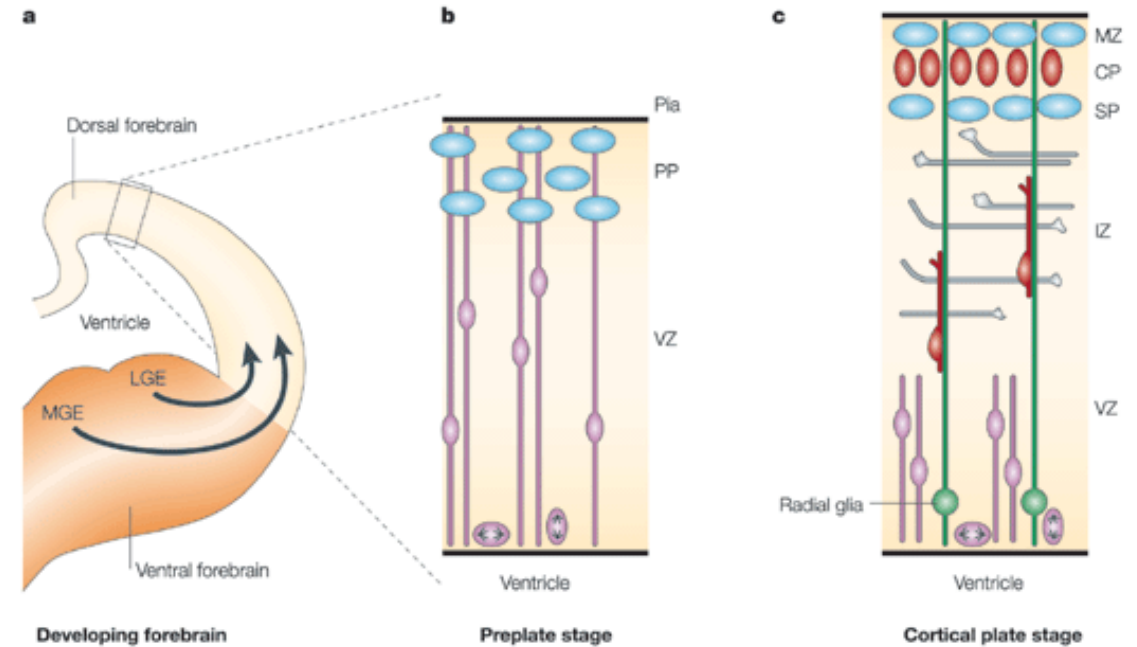 a
Dorsal forebrain
Ventricle
LGE
MGE
Ventral forebrain
Developing forebrain
b
Pia
PP
VZ
Ventricle
Preplate stage
c
MZ
CP
SP
IZ
VZ
Radial glia
Ventricle
Cortical plate stage